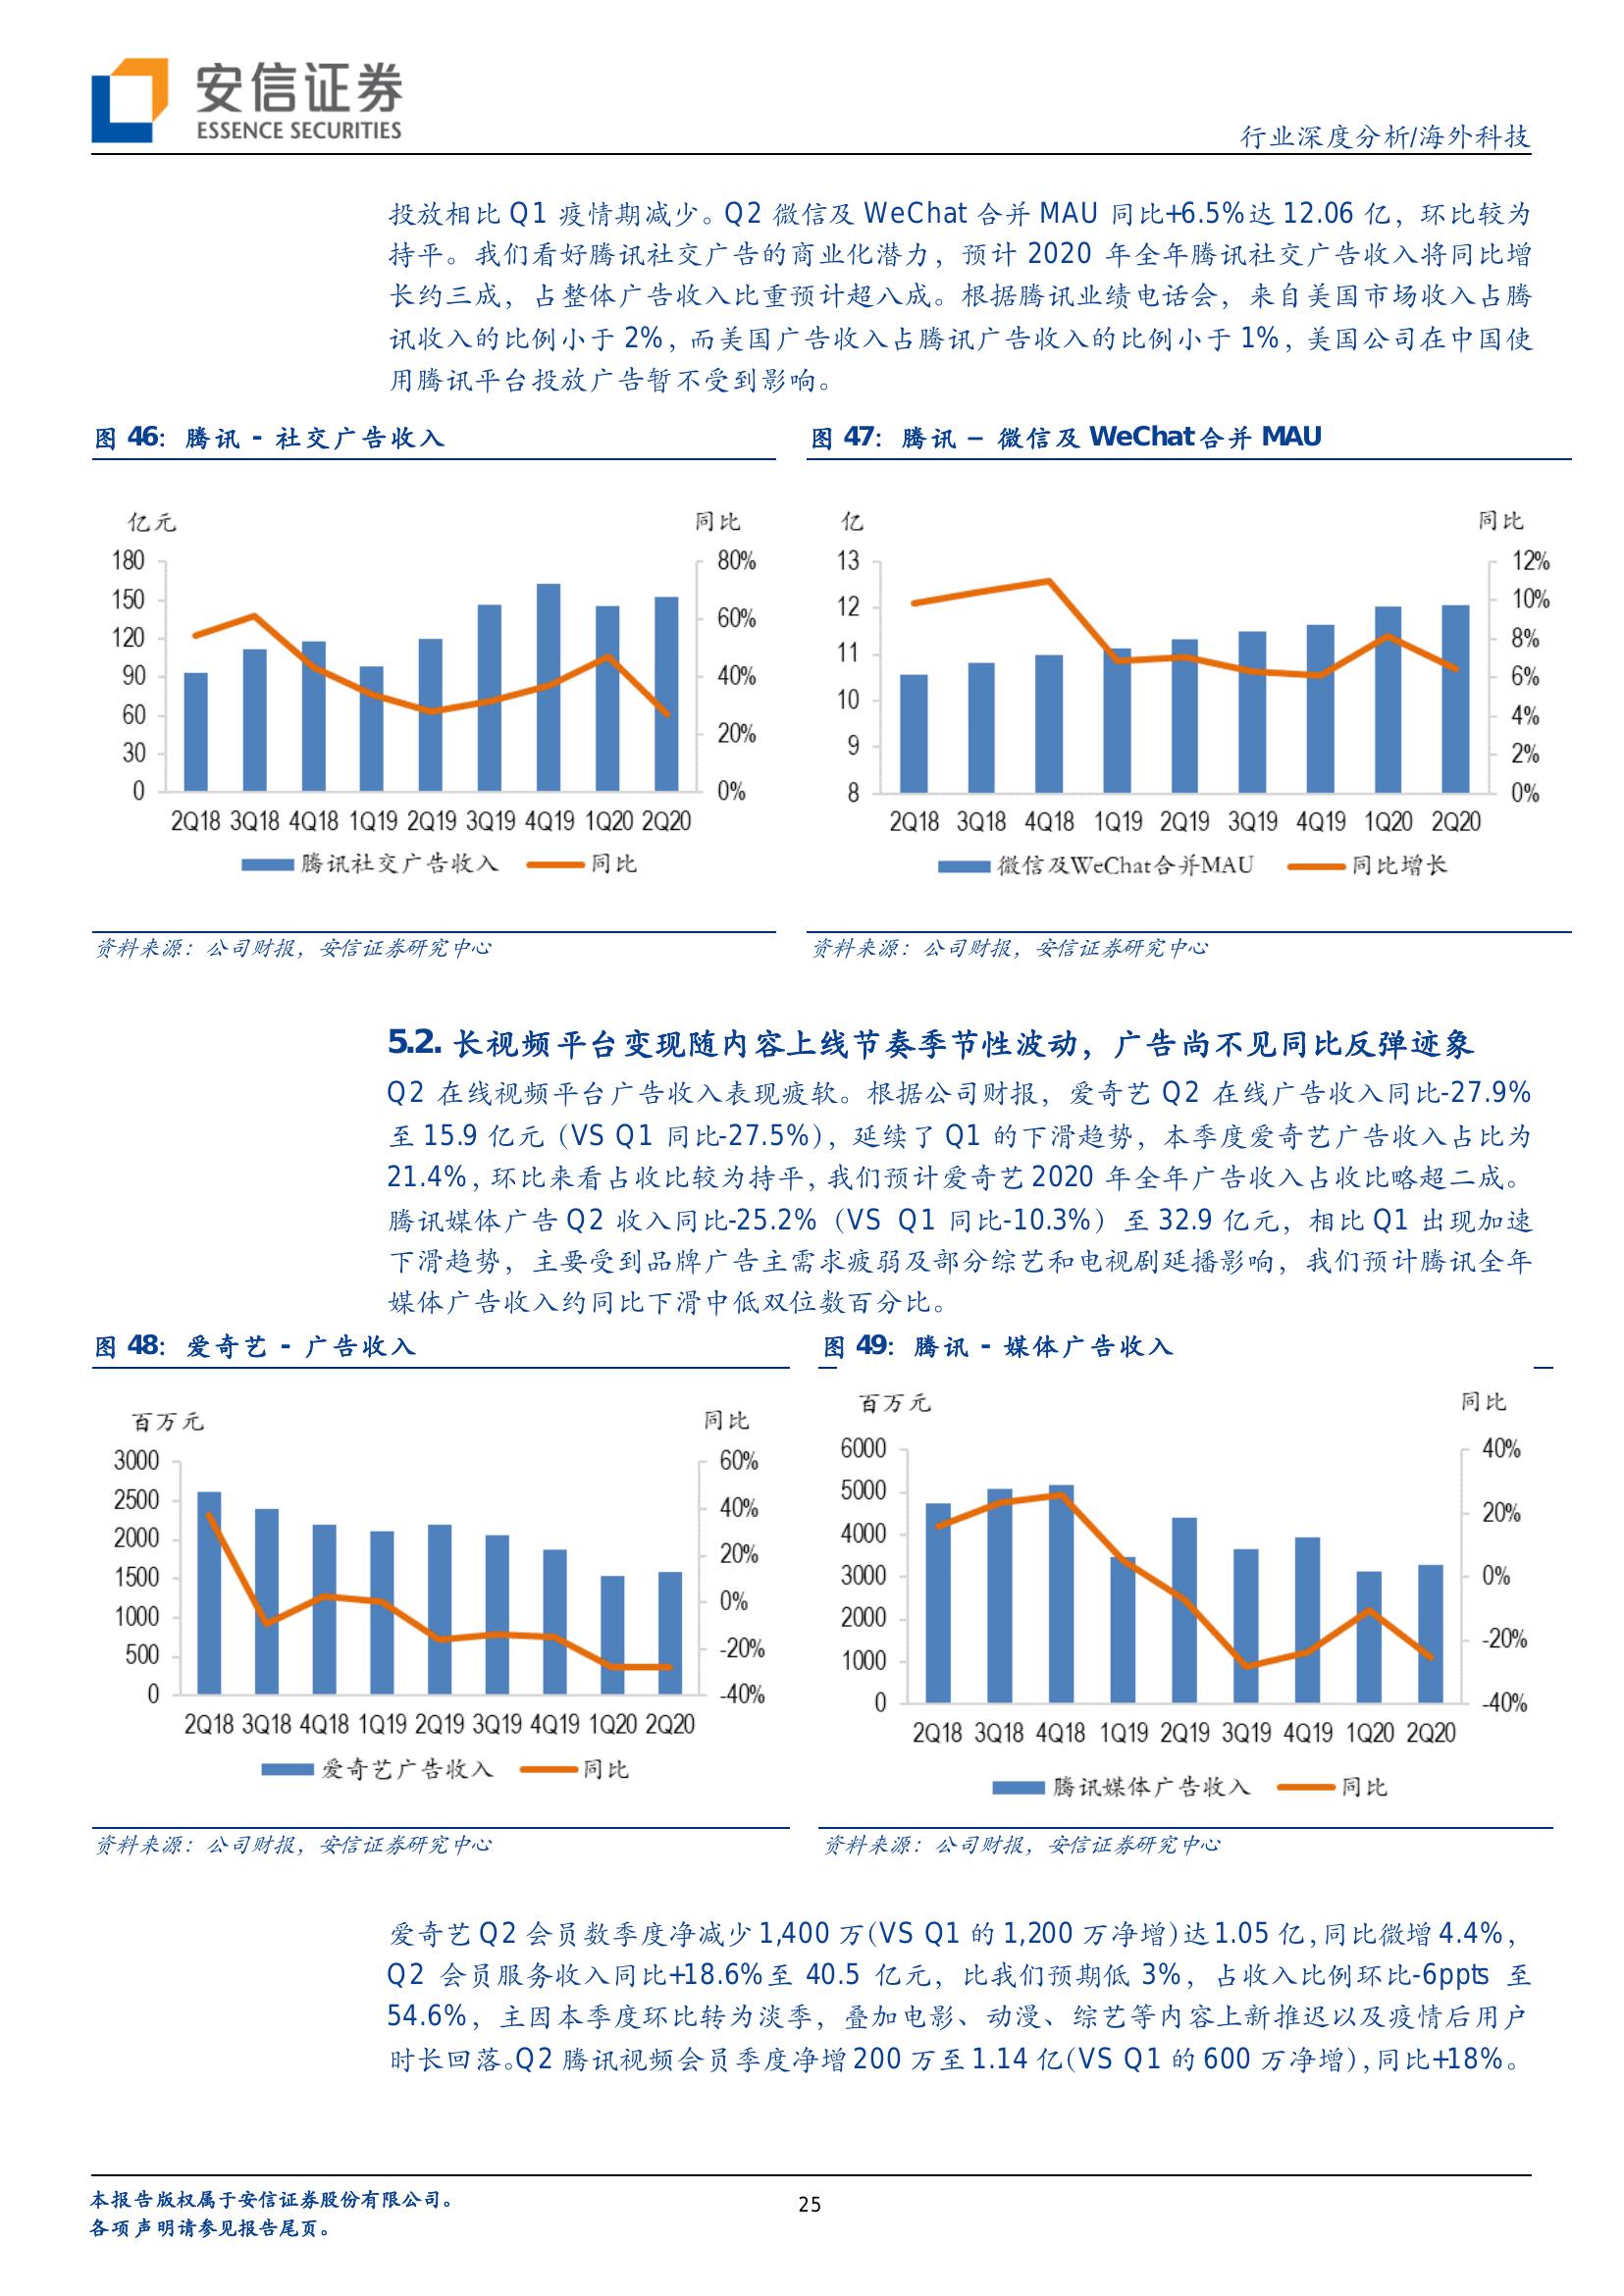 安信证券
ESSENCE SECURITIES
行业深度分析/海外科技
投放相比 Q1 疫情期减少。Q2 微信及 WeChat 合并 MAU 同比+6.5%达 12.06 亿，环比较为
持平。我们看好腾讯社交广告的商业化潜力，预计 2020 年全年腾讯社交广告收入将同比增
长约三成，占整体广告收入比重预计超八成。根据腾讯业绩电话会，来自美国市场收入占腾
讯收入的比例小于 2%，而美国广告收入占腾讯广告收入的比例小于 1%，美国公司在中国使
用腾讯平台投放广告暂不受到影响。
图 46：腾讯 - 社交广告收入
亿元 同比
180 80%
150
120 60%
90 40%
60
30 20%
0 0%
2Q18 3Q18 4Q18 1Q19 2Q19 3Q19 4Q19 1Q20 2Q20
腾讯社交广告收入 同比
资料来源：公司财报，安信证券研究中心
图 47：腾讯 – 微信及 WeChat 合并 MAU
亿 同比
13 12%
12 10%
11 8%
10 6%
9 4%
8 2%
0%
2Q18 3Q18 4Q18 1Q19 2Q19 3Q19 4Q19 1Q20 2Q20
微信及WeChat合并MAU 同比增长
资料来源：公司财报，安信证券研究中心
5.2. 长视频平台变现随内容上线节奏季节性波动，广告尚不见同比反弹迹象
Q2 在线视频平台广告收入表现疲软。根据公司财报，爱奇艺 Q2 在线广告收入同比-27.9%
至 15.9 亿元（VS Q1 同比-27.5%），延续了 Q1 的下滑趋势，本季度爱奇艺广告收入占比为
21.4%，环比来看占收比较为持平，我们预计爱奇艺 2020 年全年广告收入占收比略超二成。
腾讯媒体广告 Q2 收入同比-25.2%（VS Q1 同比-10.3%）至 32.9 亿元，相比 Q1 出现加速
下滑趋势，主要受到品牌广告主需求疲弱及部分综艺和电视剧延播影响，我们预计腾讯全年
媒体广告收入约同比下滑中低双位数百分比。
图 48：爱奇艺 - 广告收入
百万元 同比
3000 60%
2500 40%
2000 20%
1500 0%
1000 -20%
500 -40%
0
2Q18 3Q18 4Q18 1Q19 2Q19 3Q19 4Q19 1Q20 2Q20
爱奇艺广告收入 同比
资料来源：公司财报，安信证券研究中心
图 49：腾讯 - 媒体广告收入
百万元 同比
6000 40%
5000 20%
4000 0%
3000 -20%
2000 -40%
1000
0
2Q18 3Q18 4Q18 1Q19 2Q19 3Q19 4Q19 1Q20 2Q20
腾讯媒体广告收入 同比
资料来源：公司财报，安信证券研究中心
爱奇艺 Q2 会员数季度净减少 1,400 万（VS Q1 的 1,200 万净增）达 1.05 亿，同比微增 4.4%，
Q2 会员服务收入同比+18.6%至 40.5 亿元，比我们预期低 3%，占收入比例环比-6ppts 至
54.6%，主因本季度环比转为淡季，叠加电影、动漫、综艺等内容上新推迟以及疫情后用户
时长回落。Q2 腾讯视频会员季度净增 200 万至 1.14 亿（VS Q1 的 600 万净增），同比+18%。
本报告版权属于安信证券股份有限公司。
各项声明请参见报告尾页。
25